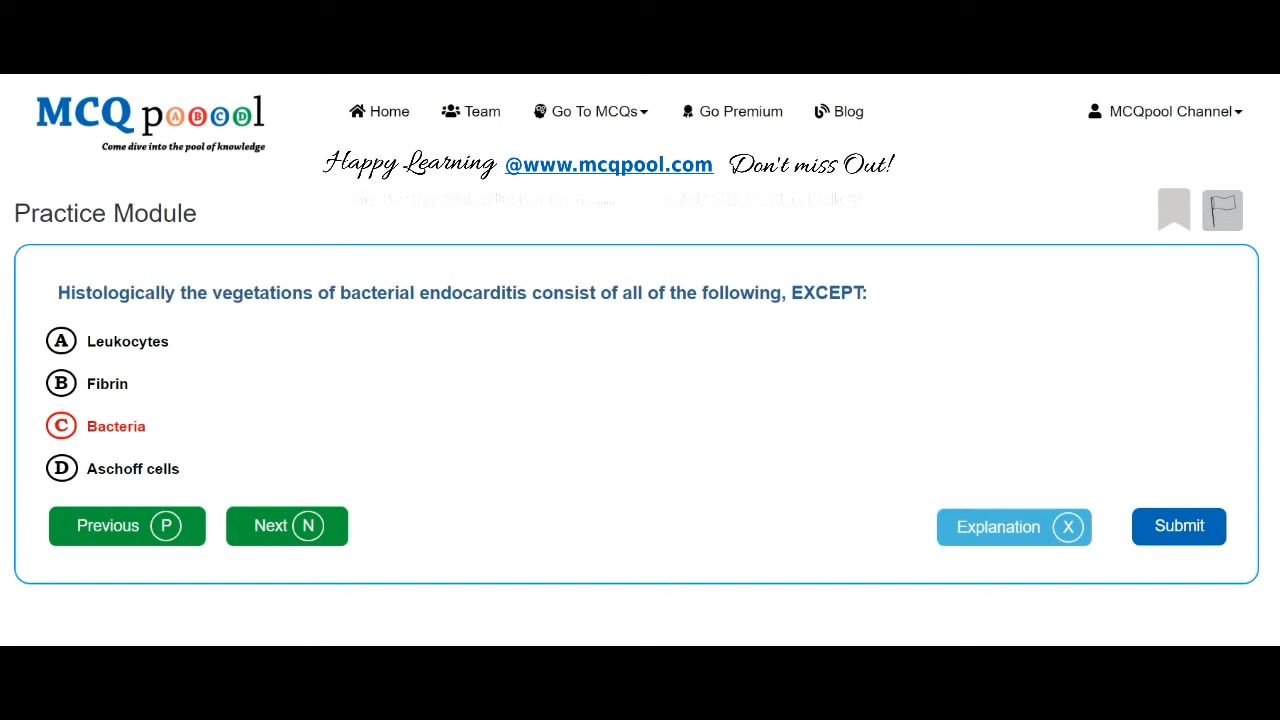 MCQ pooool
Come dive into the pool of knowledge
Home Team Go To MCQs Go Premium Blog MCQpool Channel
Happy Learning @www.mcqpool.com Don't miss Out!
Practice Module
Histologically the vegetations of bacterial endocarditis consist of all of the following, EXCEPT:
A Leukocytes
B Fibrin
C Bacteria
D Aschoff cells
Previous P Next N Explanation X Submit